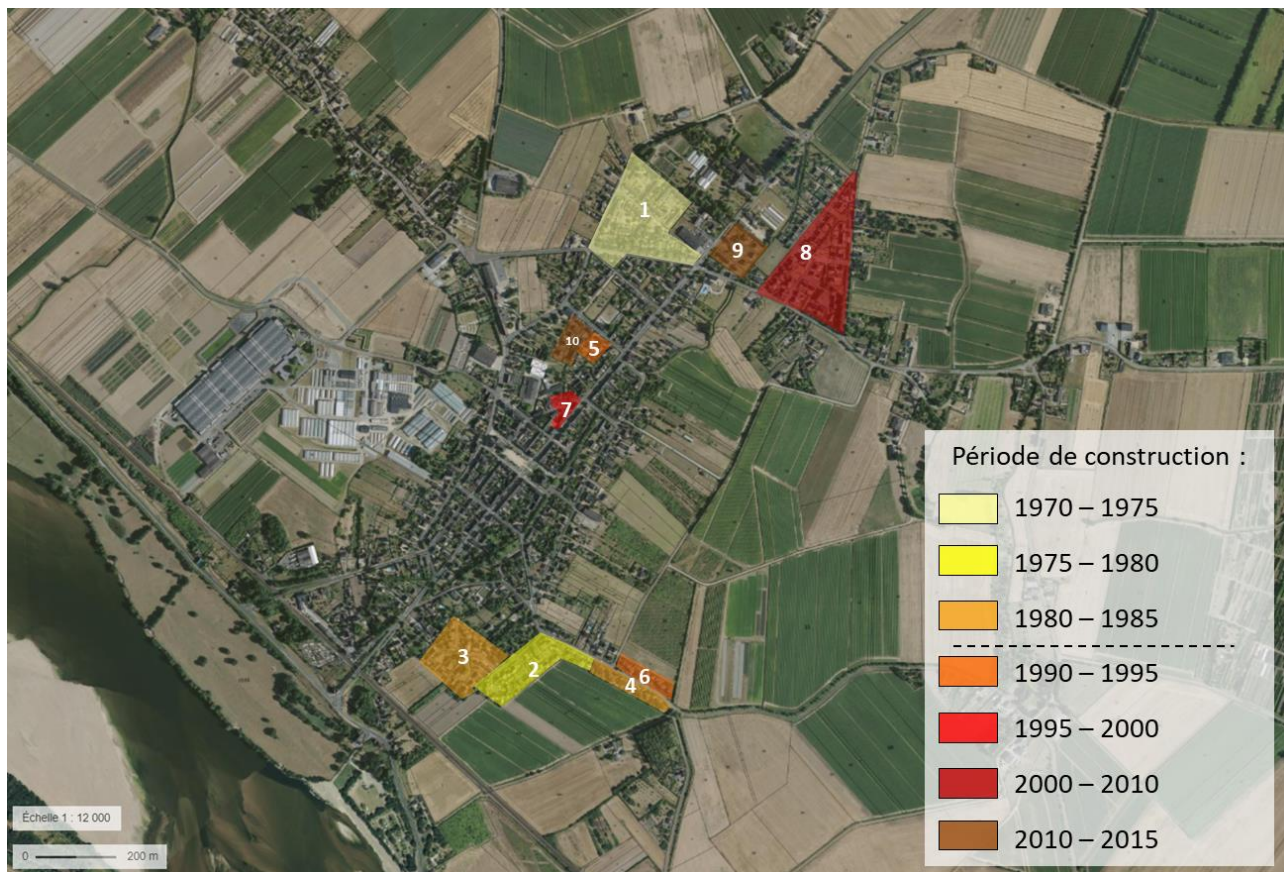 1
9
8
10
5
7
3
2
6
4
Période de construction :
1970 – 1975
1975 – 1980
1980 – 1985
1990 – 1995
1995 – 2000
2000 – 2010
2010 – 2015
Échelle 1 : 12 000
0 200 m